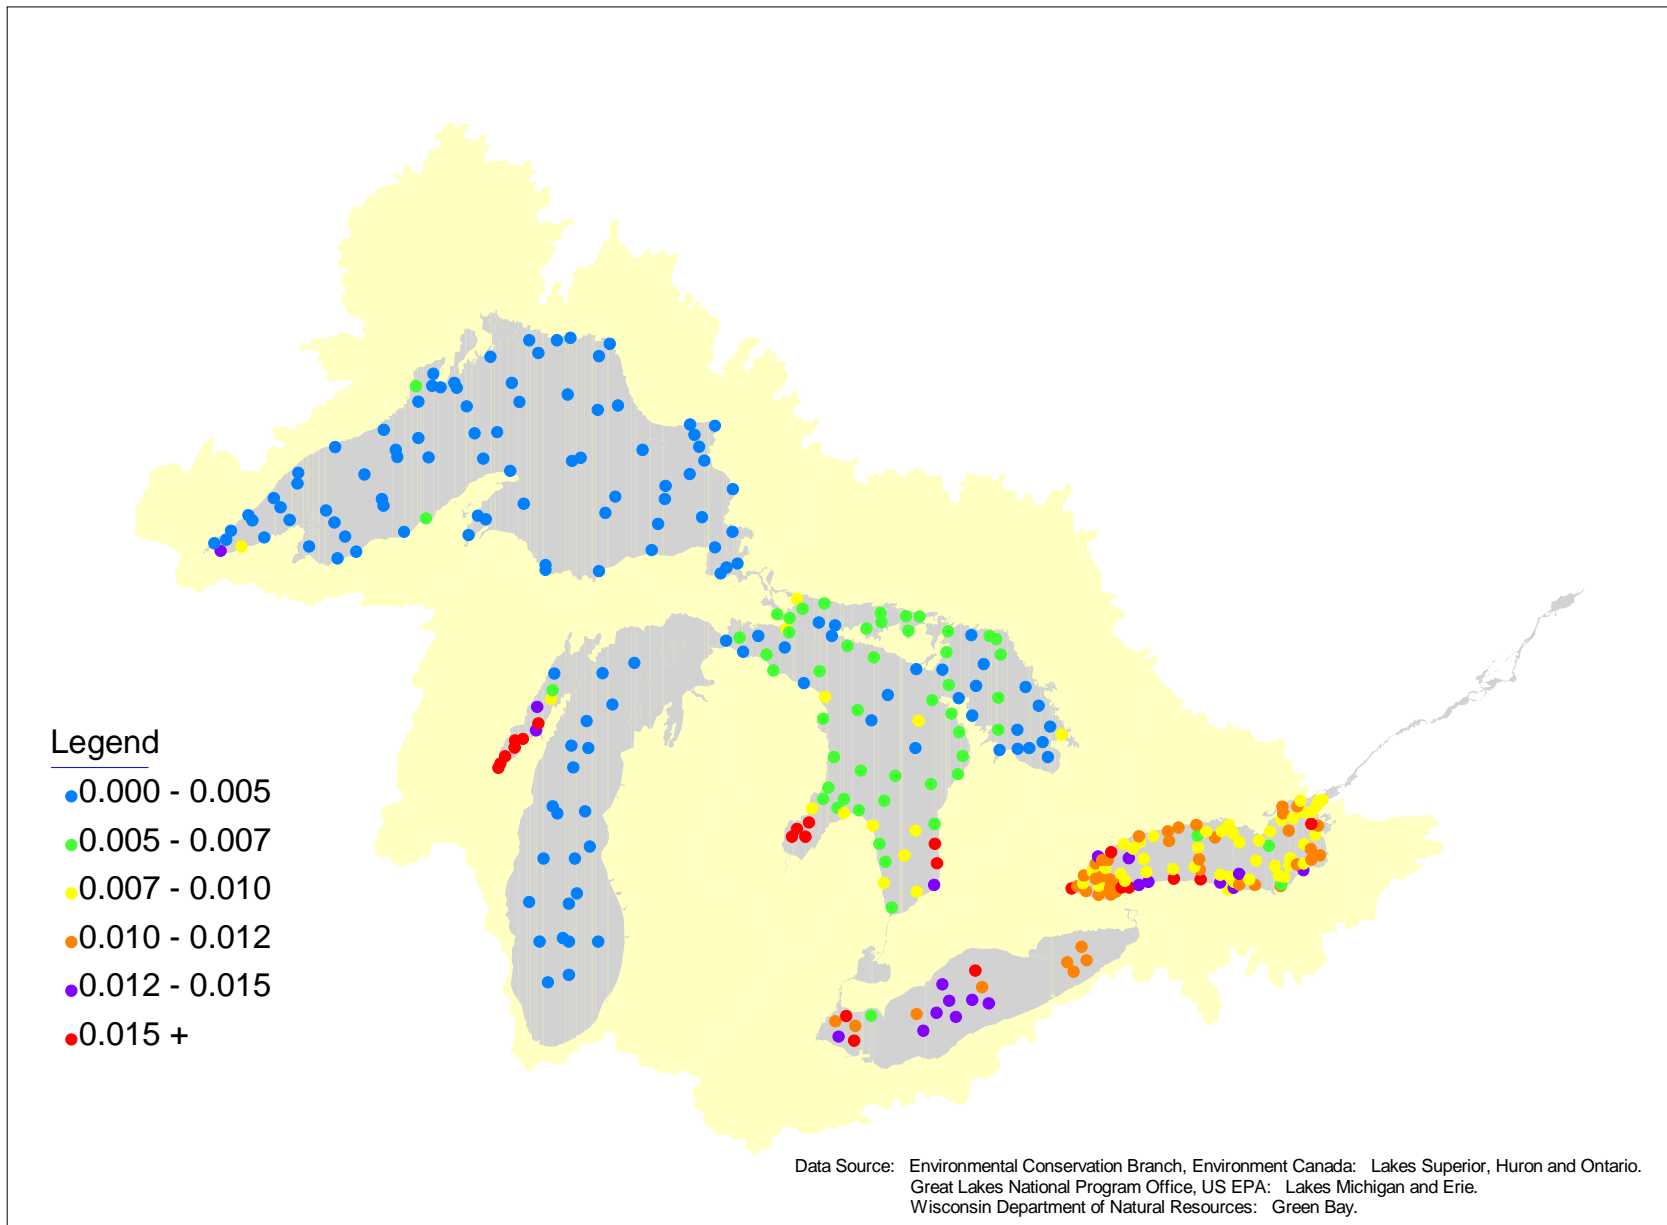 Legend
0.000 - 0.005
0.005 - 0.007
0.007 - 0.010
0.010 - 0.012
0.012 - 0.015
0.015 +
Data Source: Environmental Conservation Branch, Environment Canada: Lakes Superior, Huron and Ontario.
Great Lakes National Program Office, US EPA: Lakes Michigan and Erie.
Wisconsin Department of Natural Resources: Green Bay.